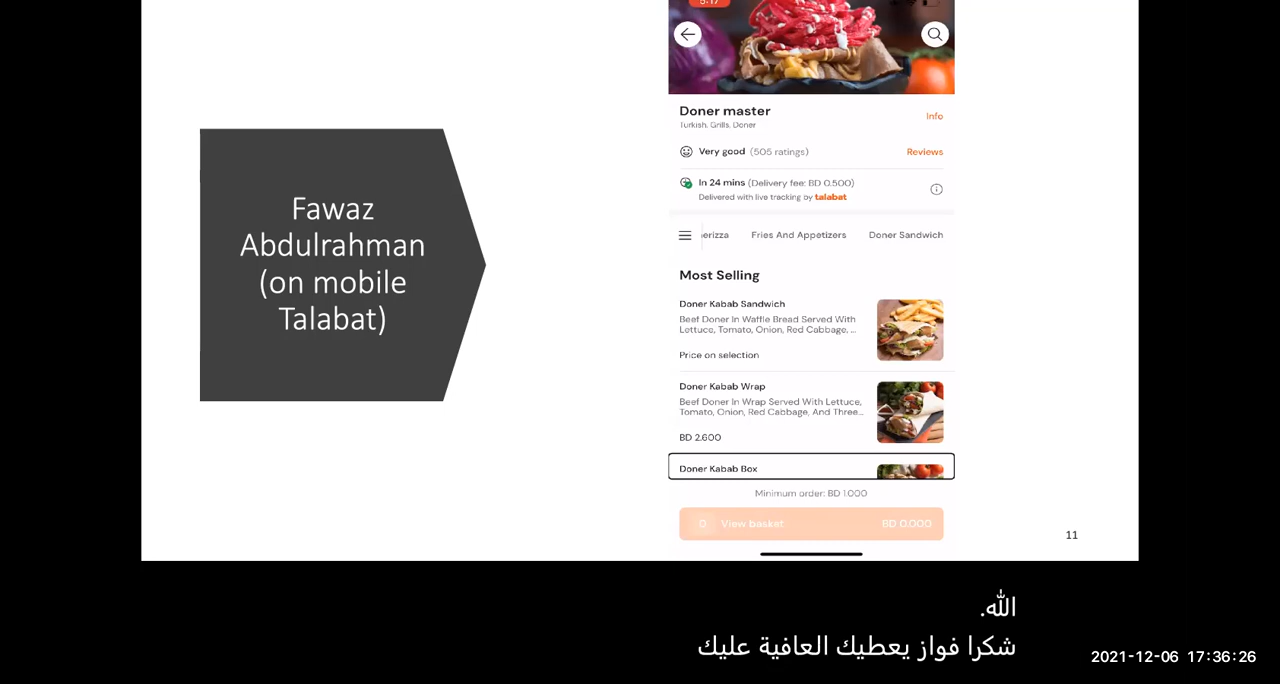 Fawaz
Abdulrahman
(on mobile
Talabat)
5:17
Doner master
Info
Turkish, Grills, Doner
Very good (505 ratings)
Reviews
In 24 mins (Delivery fee: BD 0.500)
Delivered with live tracking by talabat
erizza Fries And Appetizers Doner Sandwich
Most Selling
Doner Kabab Sandwich
Beef Doner In Waffle Bread Served With
Lettuce, Tomato, Onion, Red Cabbage, ...
Price on selection
Doner Kabab Wrap
Beef Doner In Wrap Served With Lettuce,
Tomato, Onion, Red Cabbage, And Three...
BD 2.600
Doner Kabab Box
Minimum order: BD 1.000
0 View basket BD 0.000
11
الله.
شكرا فواز يعطيك العافية عليك
2021-12-06 17:36:26